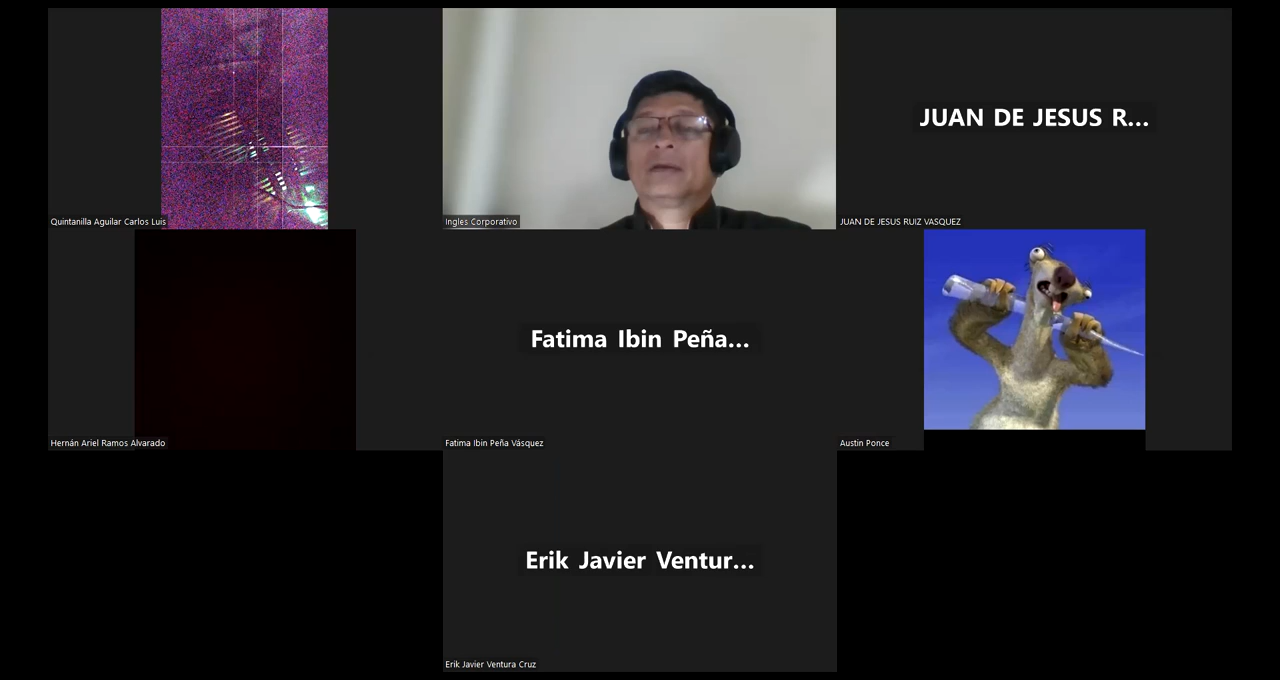 JUAN DE JESUS R...
Quintanilla Aguilar Carlos Luis
Ingles Corporativo
JUAN DE JESUS RUIZ VASQUEZ
Fatima Ibin Peña...
Hernán Ariel Ramos Alvarado
Fatima Ibin Peña Vásquez
Austin Ponce
Erik Javier Ventur...
Erik Javier Ventura Cruz